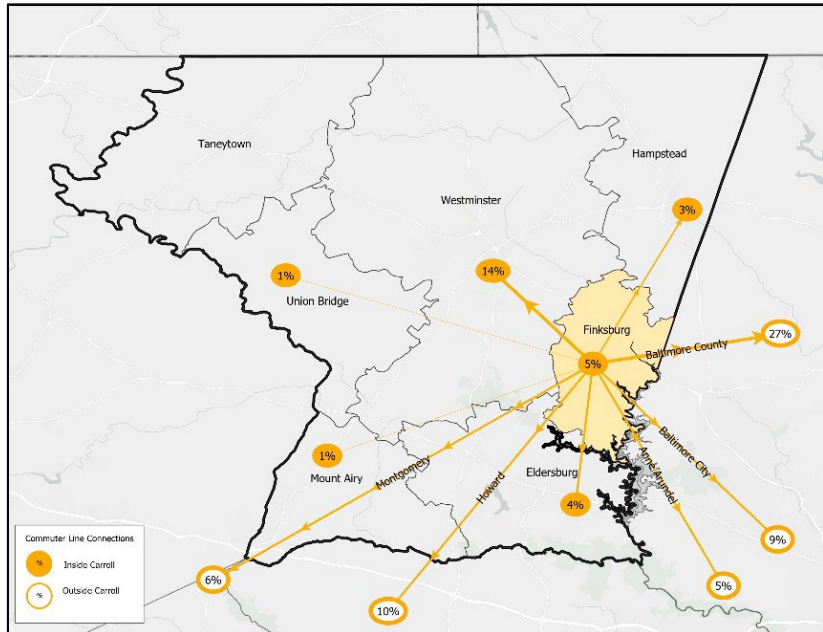 Taneytown
Hampstead
Westminster
3%
14%
1%
Union Bridge
Finksburg
27%
Baltimore County
5%
Baltimore City
1%
Mount Airy
Montgomery
Howard
Eldersburg
Anne Arundel
4%
9%
6%
5%
10%
Commuter Line Connections
% Inside Carroll
% Outside Carroll